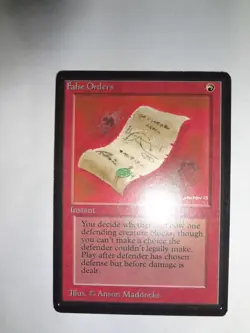 False Orders
Instant
You decide whether and how one
defending creature blocks, though
you can't make a choice the
defender couldn't legally make.
Play after defender has chosen
defense but before damage is
dealt.
Illus. © Anson Maddocks